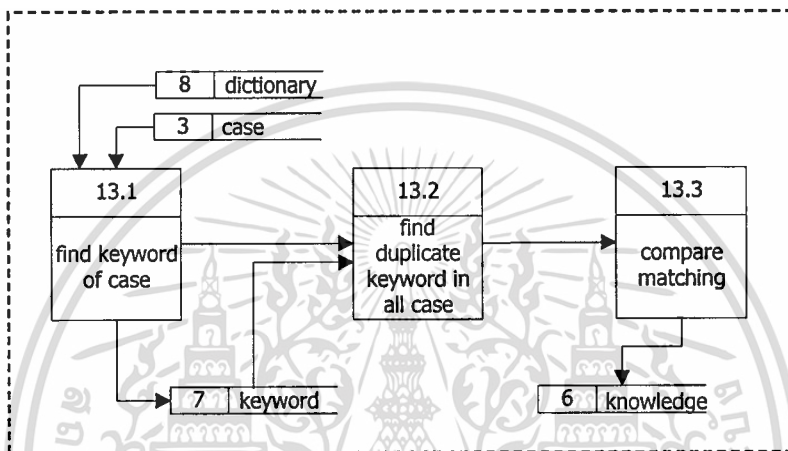 8 dictionary
3 case
13.1
find keyword
of case
13.2
find
duplicate
keyword in
all case
13.3
compare
matching
7 keyword
6 knowledge